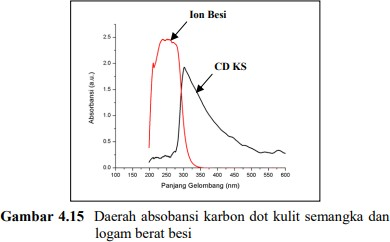 Ion Besi
CD KS
2.5
2.0
1.5
1.0
0.5
0.0
Absorbansi (a.u.)
100 150 200 250 300 350 400 450 500 550 600
Panjang Gelombang (nm)
Gambar 4.15 Daerah absobansi karbon dot kulit semangka dan
logam berat besi